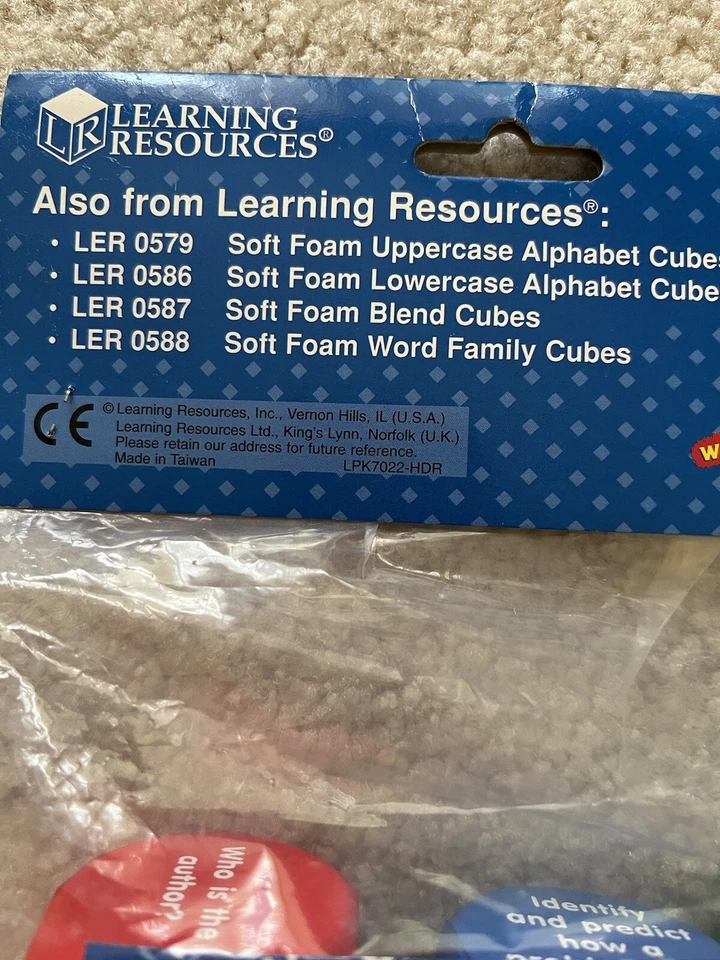 LR LEARNING
RESOURCES®
Also from Learning Resources®:
• LER 0579 Soft Foam Uppercase Alphabet Cubes
• LER 0586 Soft Foam Lowercase Alphabet Cube
• LER 0587 Soft Foam Blend Cubes
• LER 0588 Soft Foam Word Family Cubes
CE © Learning Resources, Inc., Vernon Hills, IL (U.S.A.)
Learning Resources Ltd., King's Lynn, Norfolk (U.K.)
Please retain our address for future reference.
Made in Taiwan LPK7022-HDR
W
Who is the
author?
Identify
and predict
how a